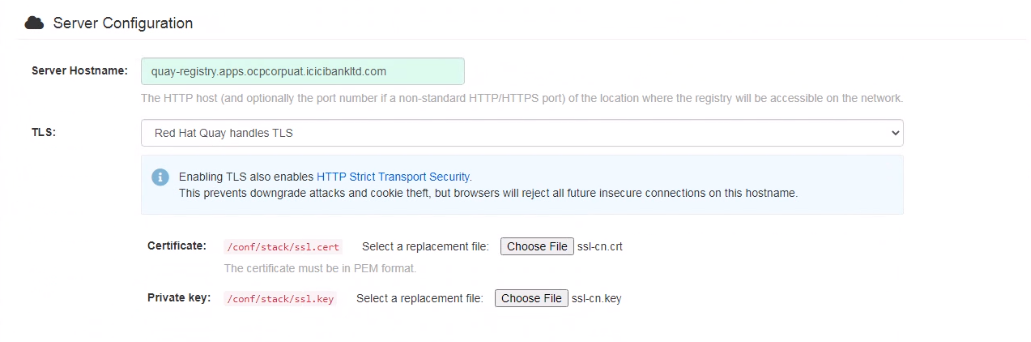 Server Configuration
Server Hostname: quay-registry.apps.ocpcorpuat.icicibankltd.com
The HTTP host (and optionally the port number if a non-standard HTTP/HTTPS port) of the location where the registry will be accessible on the network.
TLS: Red Hat Quay handles TLS
Enabling TLS also enables HTTP Strict Transport Security.
This prevents downgrade attacks and cookie theft, but browsers will reject all future insecure connections on this hostname.
Certificate: /conf/stack/ssl.cert Select a replacement file: Choose File ssl-cn.crt
The certificate must be in PEM format.
Private key: /conf/stack/ssl.key Select a replacement file: Choose File ssl-cn.key